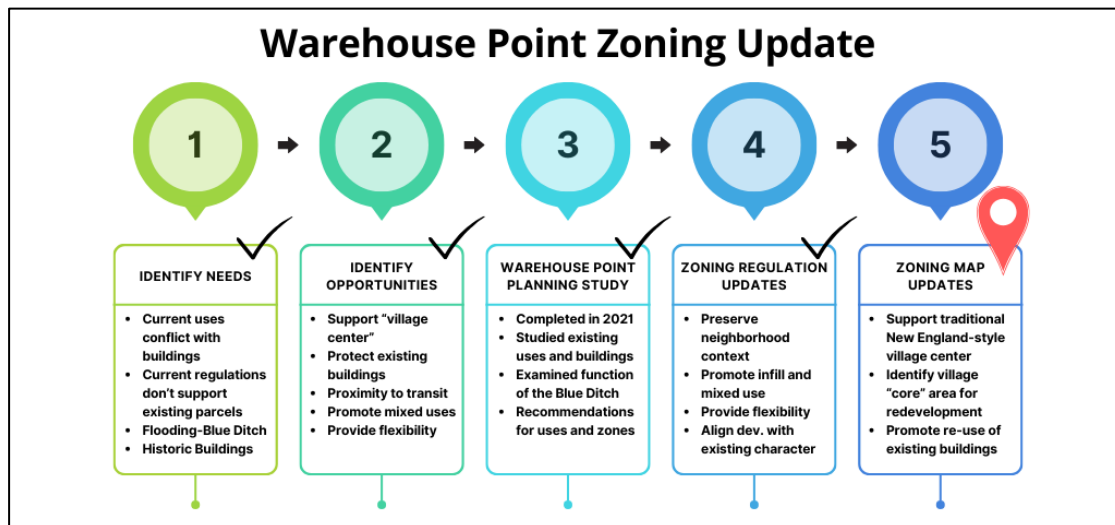 Warehouse Point Zoning Update
1
2
3
4
5
IDENTIFY NEEDS
• Current uses
conflict with
buildings
• Current regulations
don't support
existing parcels
• Flooding-Blue Ditch
• Historic Buildings
IDENTIFY
OPPORTUNITIES
• Support “village
center”
• Protect existing
buildings
• Proximity to transit
• Promote mixed uses
• Provide flexibility
WAREHOUSE POINT
PLANNING STUDY
• Completed in 2021
• Studied existing
uses and buildings
• Examined function
of the Blue Ditch
• Recommendations
for uses and zones
ZONING REGULATION
UPDATES
• Preserve
neighborhood
context
• Promote infill and
mixed use
• Provide flexibility
• Align dev. with
existing character
ZONING MAP
UPDATES
• Support traditional
New England-style
village center
• Identify village
“core” area for
redevelopment
• Promote re-use of
existing buildings